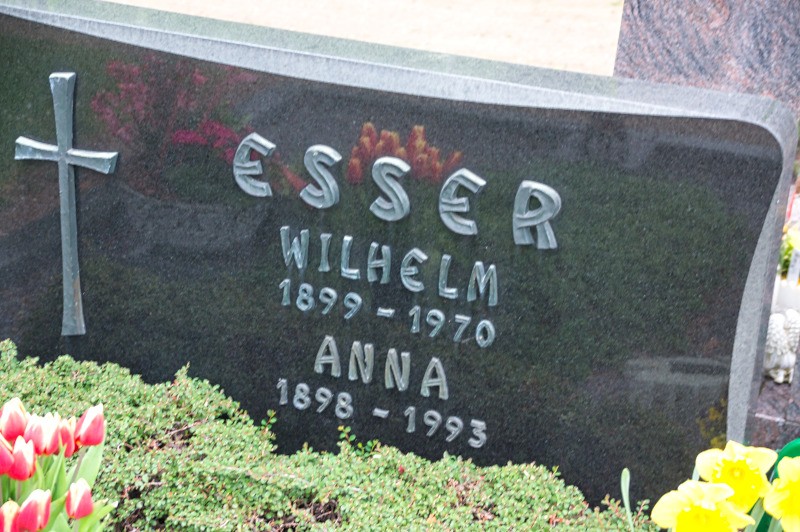 ESSER
WILHELM
1899 - 1970
ANNA
1898 - 1993